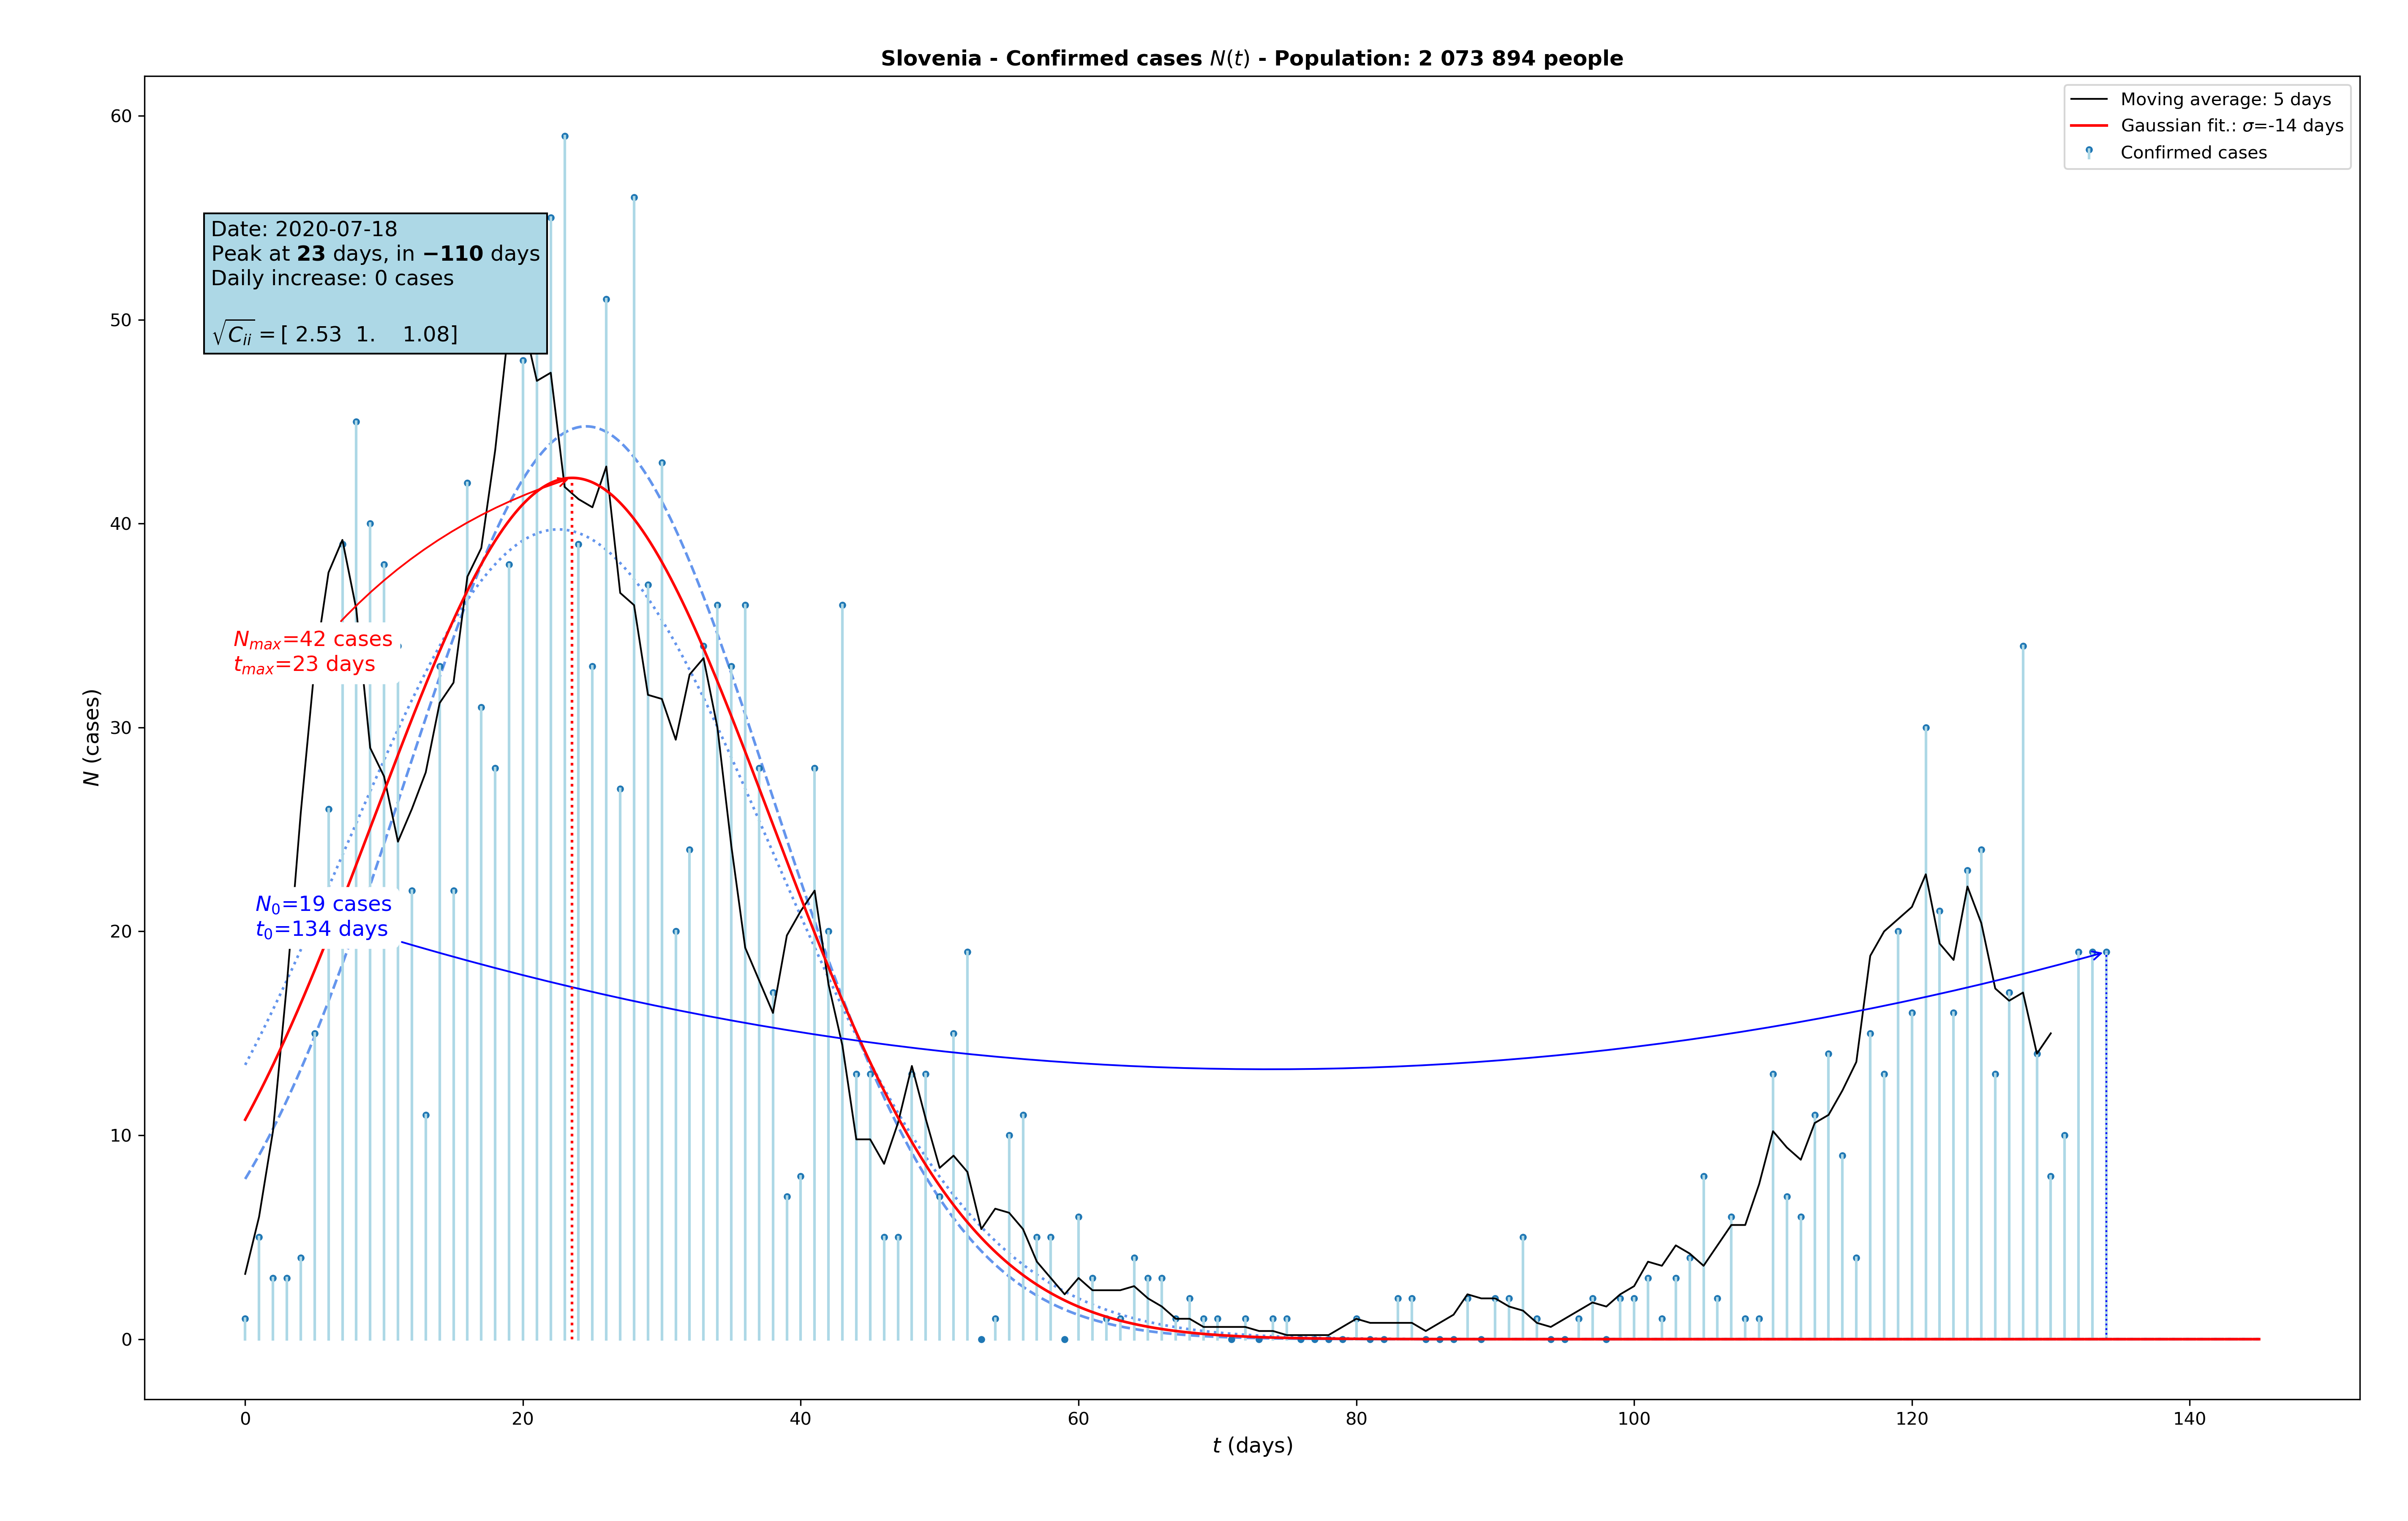 Slovenia - Confirmed cases N(t) - Population: 2 073 894 people
Moving average: 5 days
Gaussian fit.: σ=-14 days
Confirmed cases
Date: 2020-07-18
Peak at 23 days, in −110 days
Daily increase: 0 cases
√C_ii = [ 2.53 1. 1.08]
N_max=42 cases
t_max=23 days
N_0=19 cases
t_0=134 days
N (cases)
60
50
40
30
20
10
0
0 20 40 60 80 100 120 140
t (days)